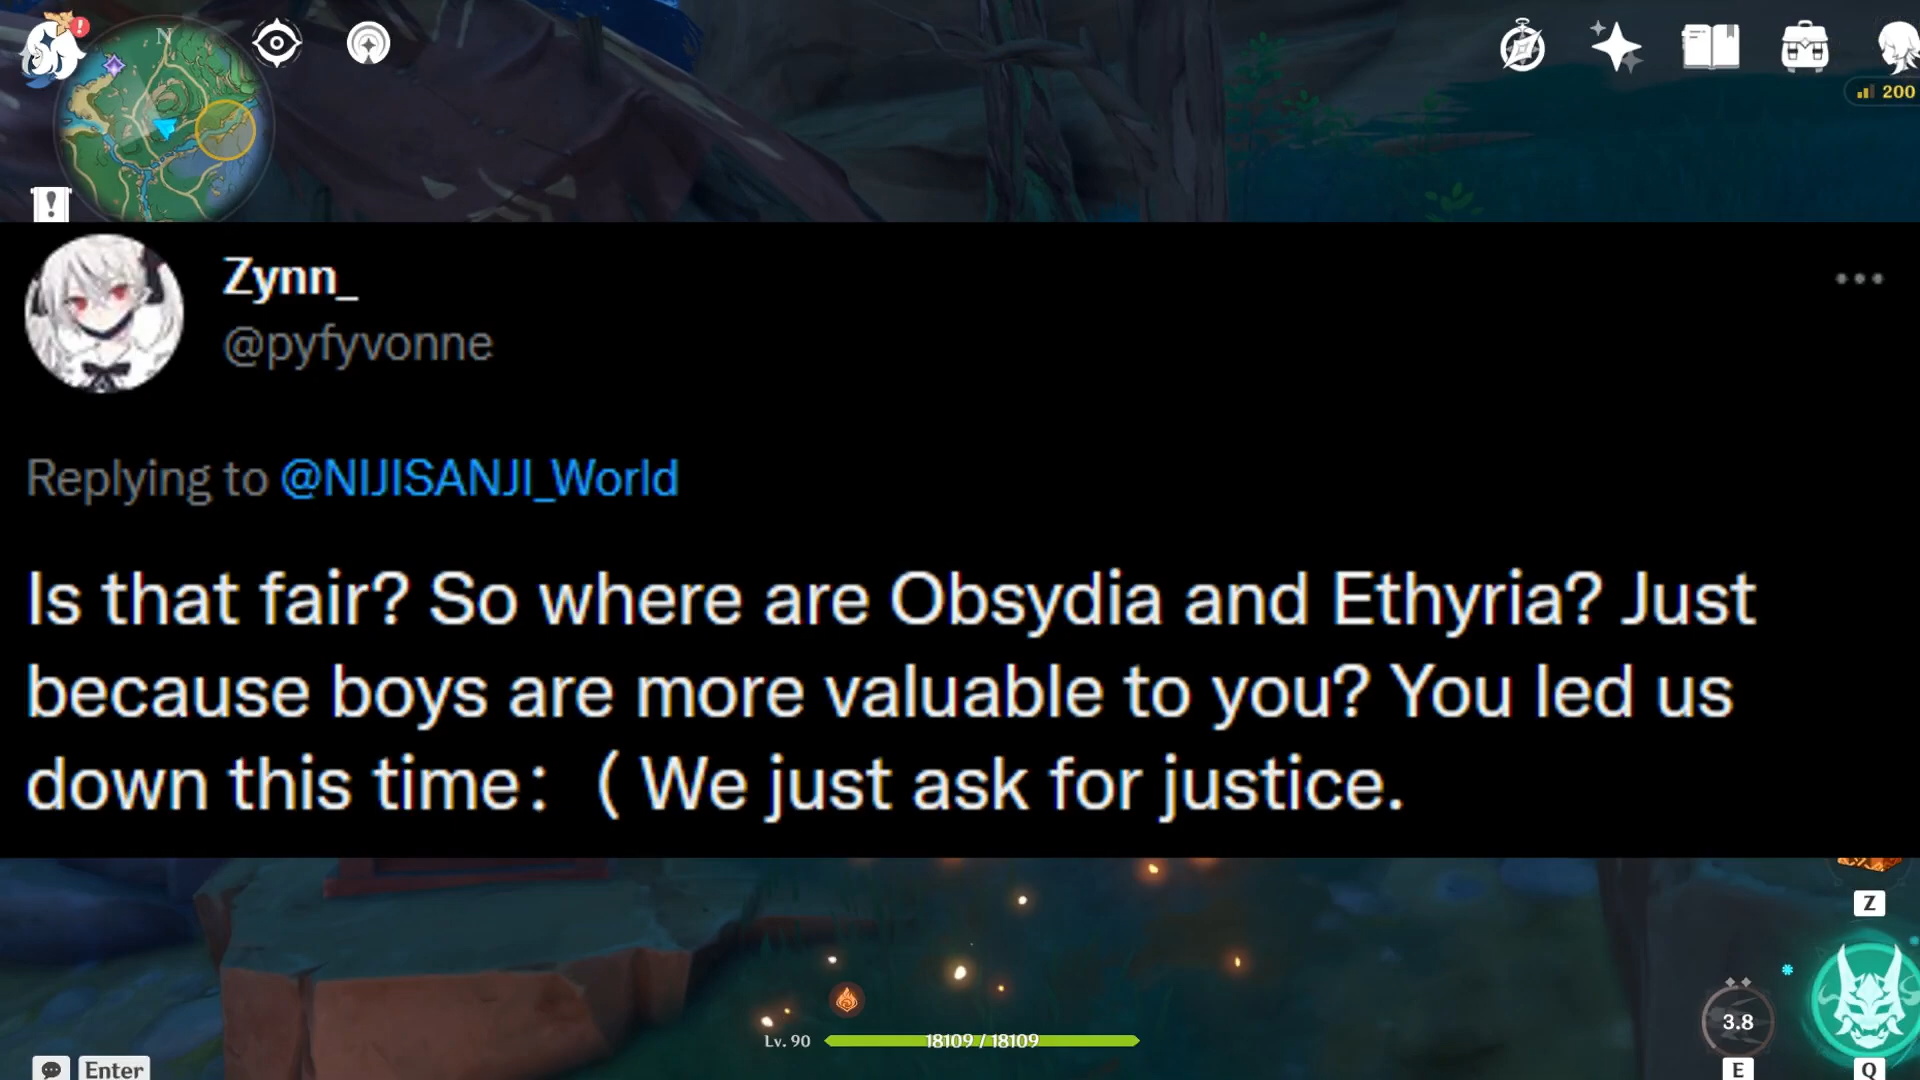 N
200
Zynn_
@pyfyvonne
Replying to @NIJISANJI_World
Is that fair? So where are Obsydia and Ethyria? Just
because boys are more valuable to you? You led us
down this time：（ We just ask for justice.
Z
3.8
Lv. 90 18109 / 18109
Enter E Q